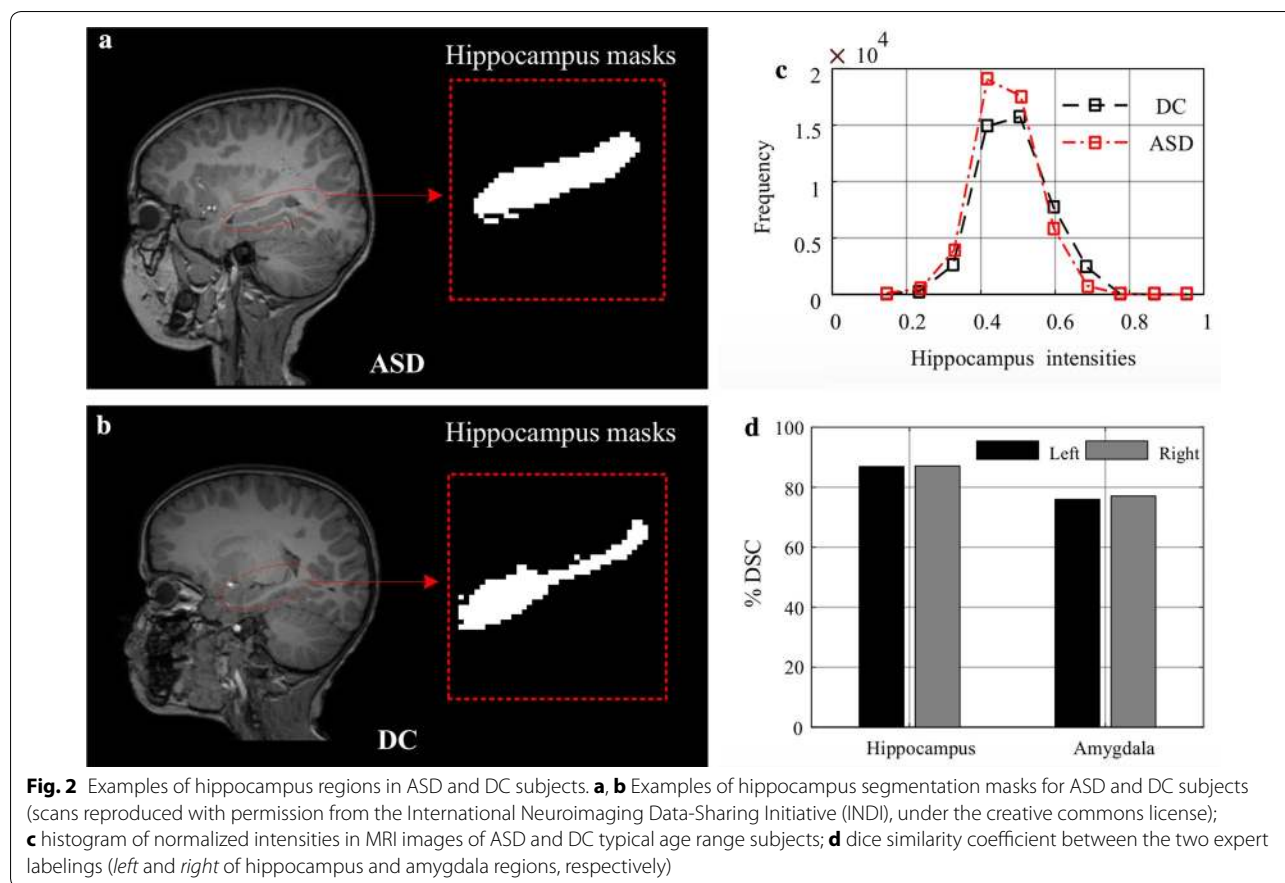 a
Hippocampus masks
ASD
b
Hippocampus masks
DC
c
× 10^4
2
1.5
1
0.5
0
Frequency
DC
ASD
0 0.2 0.4 0.6 0.8 1
Hippocampus intensities
d
100
80
60
40
20
0
% DSC
Left Right
Hippocampus Amygdala
Fig. 2 Examples of hippocampus regions in ASD and DC subjects. a, b Examples of hippocampus segmentation masks for ASD and DC subjects
(scans reproduced with permission from the International Neuroimaging Data-Sharing Initiative (INDI), under the creative commons license);
c histogram of normalized intensities in MRI images of ASD and DC typical age range subjects; d dice similarity coefficient between the two expert
labelings (left and right of hippocampus and amygdala regions, respectively)